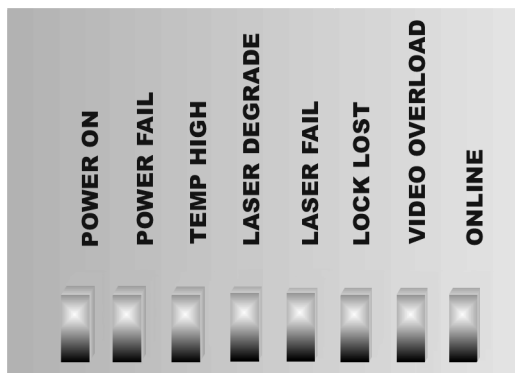 POWER ON
POWER FAIL
TEMP HIGH
LASER DEGRADE
LASER FAIL
LOCK LOST
VIDEO OVERLOAD
ONLINE